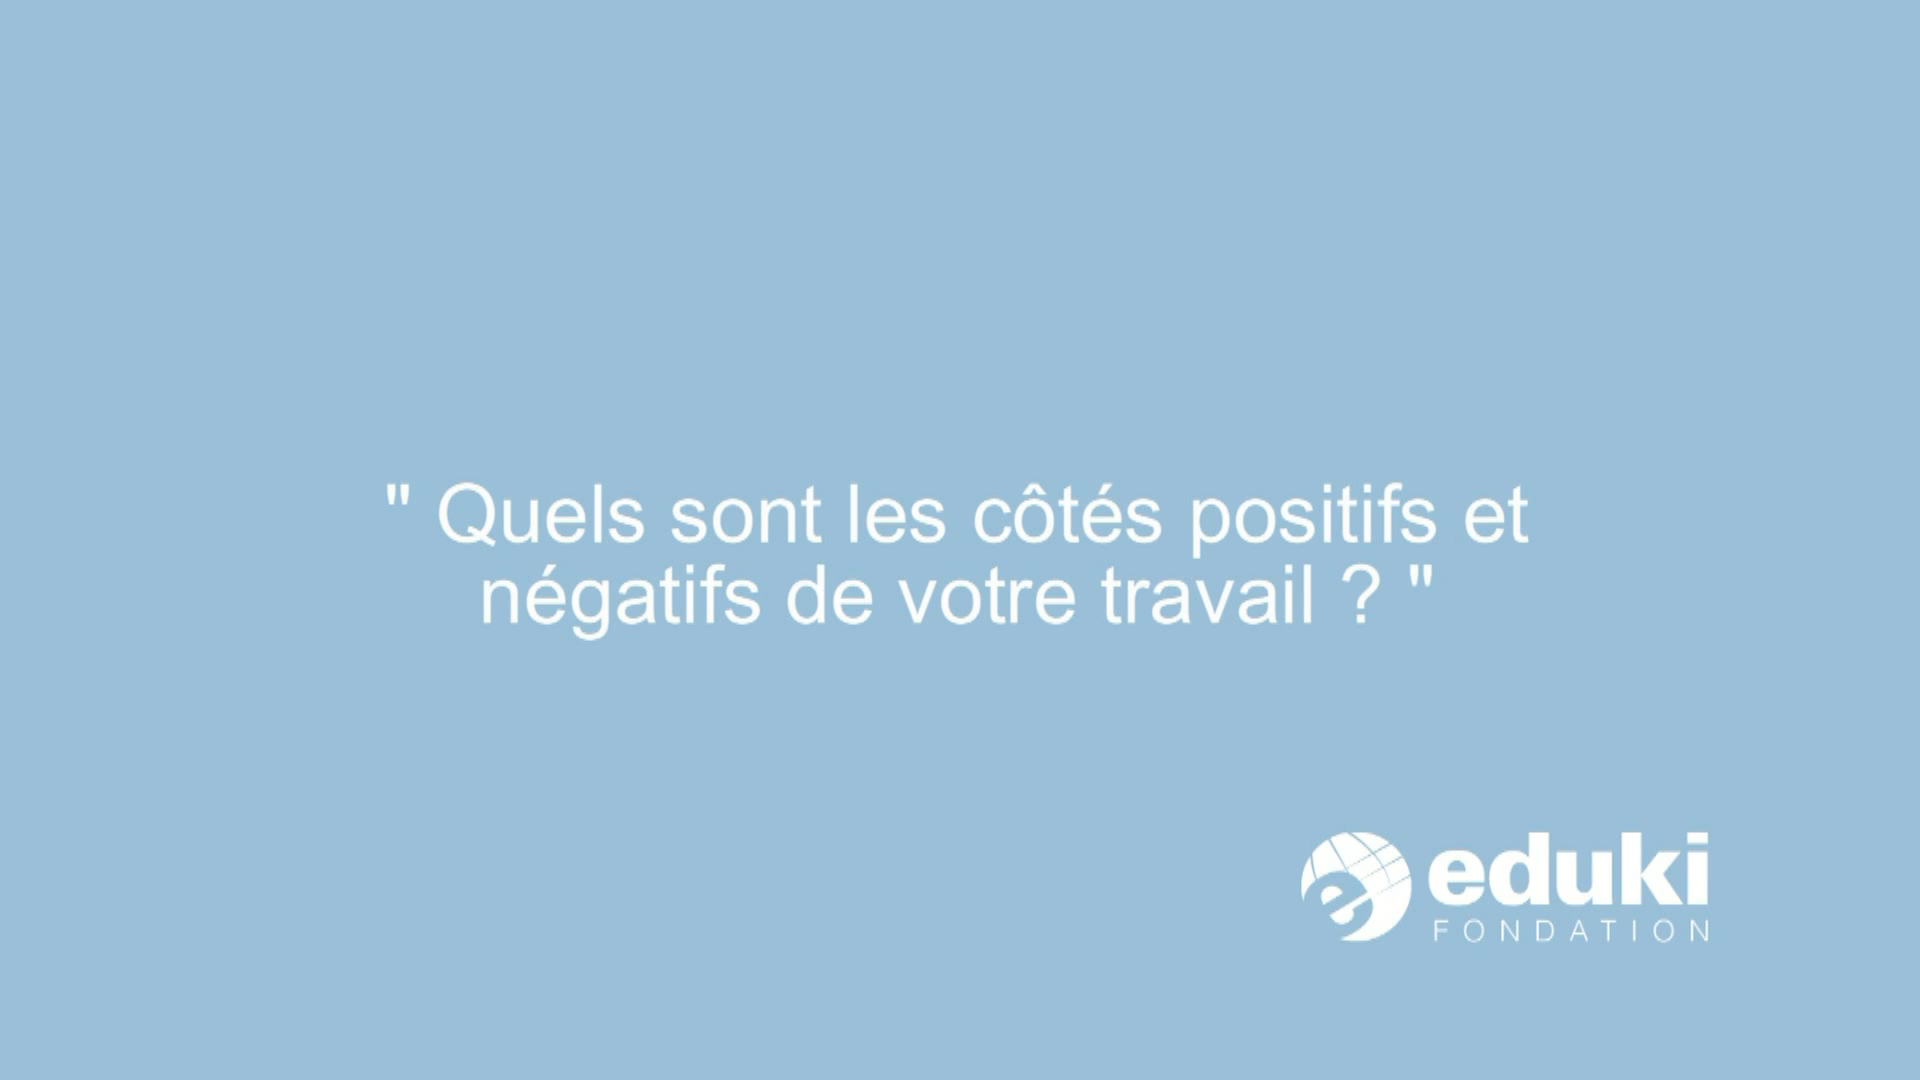 " Quels sont les côtés positifs et
négatifs de votre travail ? "
eduki
FONDATION